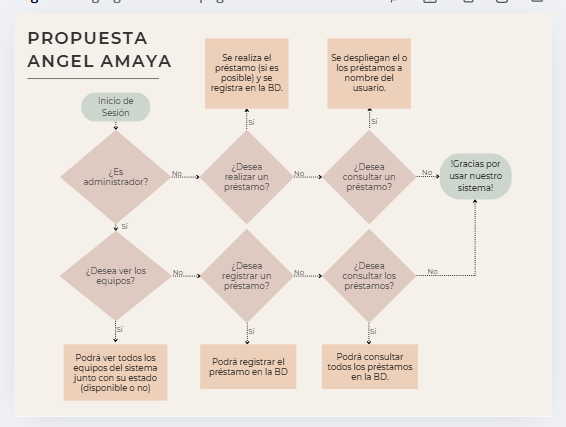 PROPUESTA
ANGEL AMAYA
Se realiza el
préstamo (si es
posible) y se
registra en la BD.
Se despliegan el o
los préstamos a
nombre del
usuario.
Inicio de
Sesión
Sí
Sí
¿Es
administrador?
No
¿Desea
realizar un
préstamo?
No
¿Desea
consultar un
préstamo?
No
!Gracias por
usar nuestro
sistema!
Sí
¿Desea ver los
equipos?
No
¿Desea
registrar un
préstamo?
No
¿Desea
consultar los
préstamos?
No
Sí
Sí
Sí
Podrá ver todos los
equipos del sistema
junto con su estado
(disponible o no)
Podrá registrar el
préstamo en la BD
Podrá consultar
todos los préstamos
en la BD.